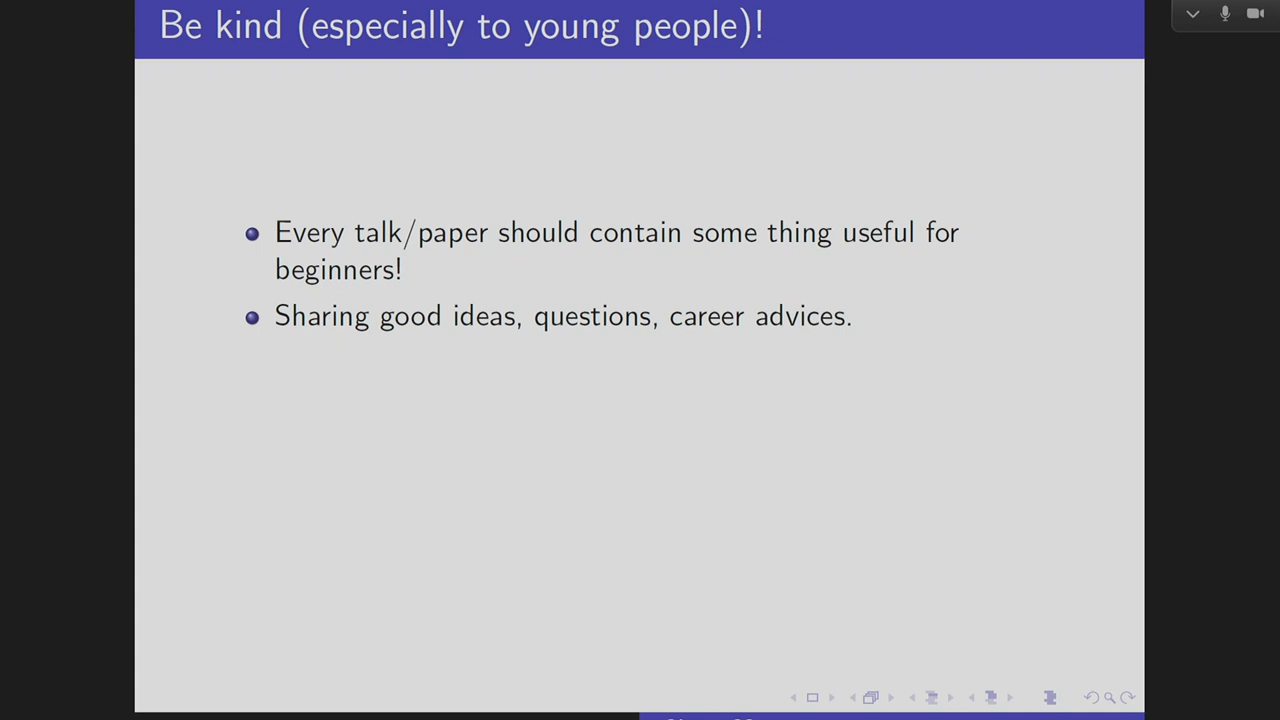 Be kind (especially to young people)!
Every talk/paper should contain some thing useful for
beginners!
Sharing good ideas, questions, career advices.